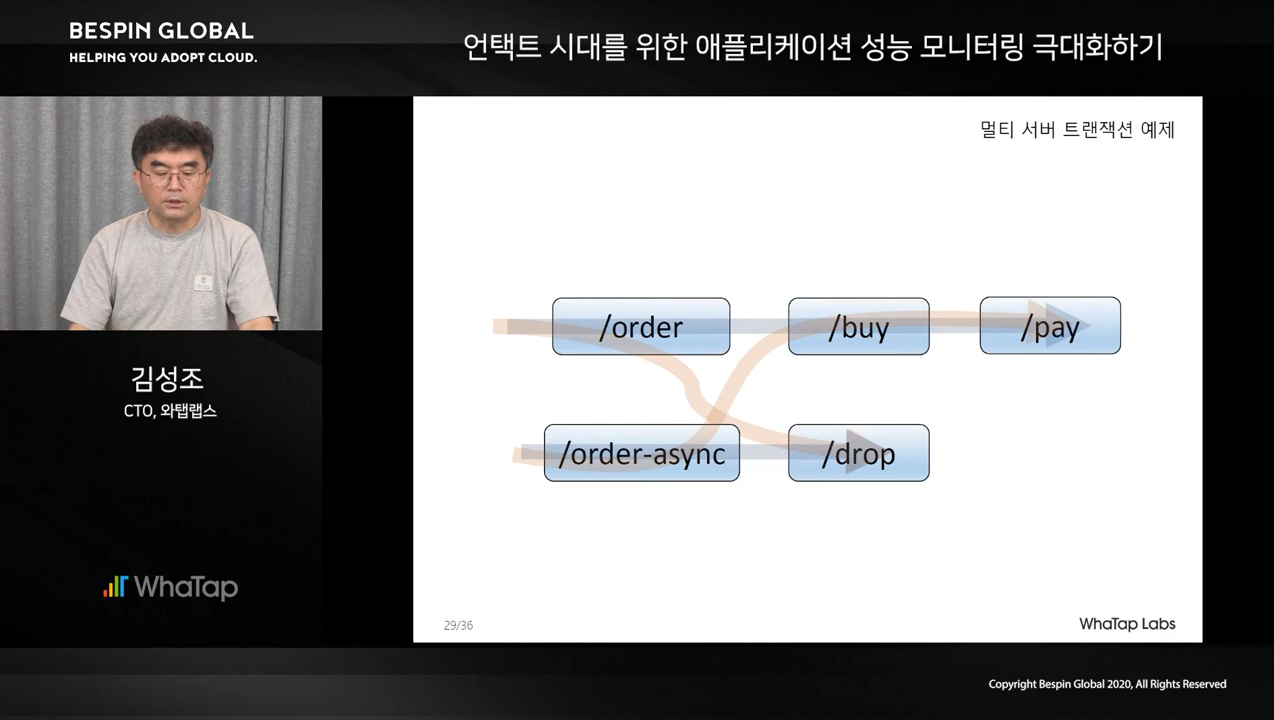 BESPIN GLOBAL
HELPING YOU ADOPT CLOUD.
언택트 시대를 위한 애플리케이션 성능 모니터링 극대화하기
멀티 서버 트랜잭션 예제
/order
/buy
/pay
/order-async
/drop
김성조
CTO, 와탭랩스
WhaTap
29/36
WhaTap Labs
Copyright Bespin Global 2020, All Rights Reserved